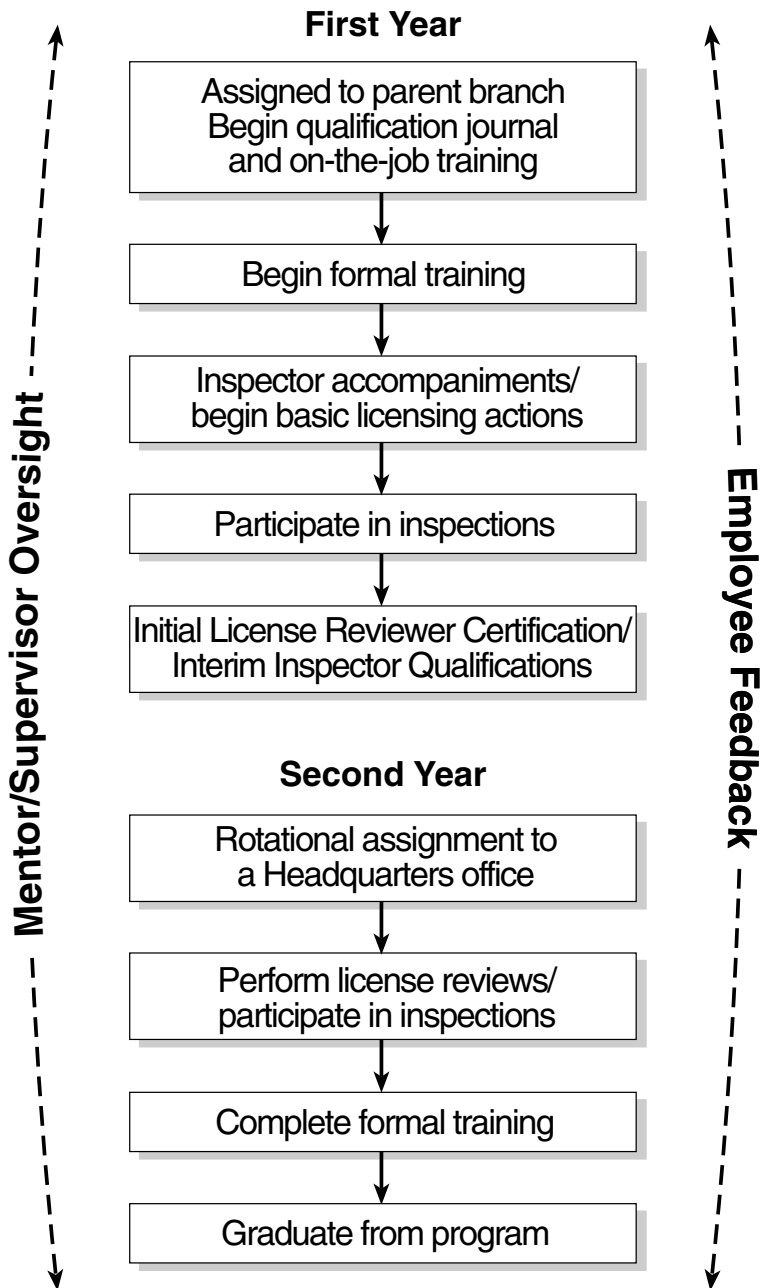 First Year
Assigned to parent branch
Begin qualification journal
and on-the-job training
Begin formal training
Inspector accompaniments/
begin basic licensing actions
Participate in inspections
Initial License Reviewer Certification/
Interim Inspector Qualifications
Second Year
Rotational assignment to
a Headquarters office
Perform license reviews/
participate in inspections
Complete formal training
Graduate from program
Mentor/Supervisor Oversight
Employee Feedback